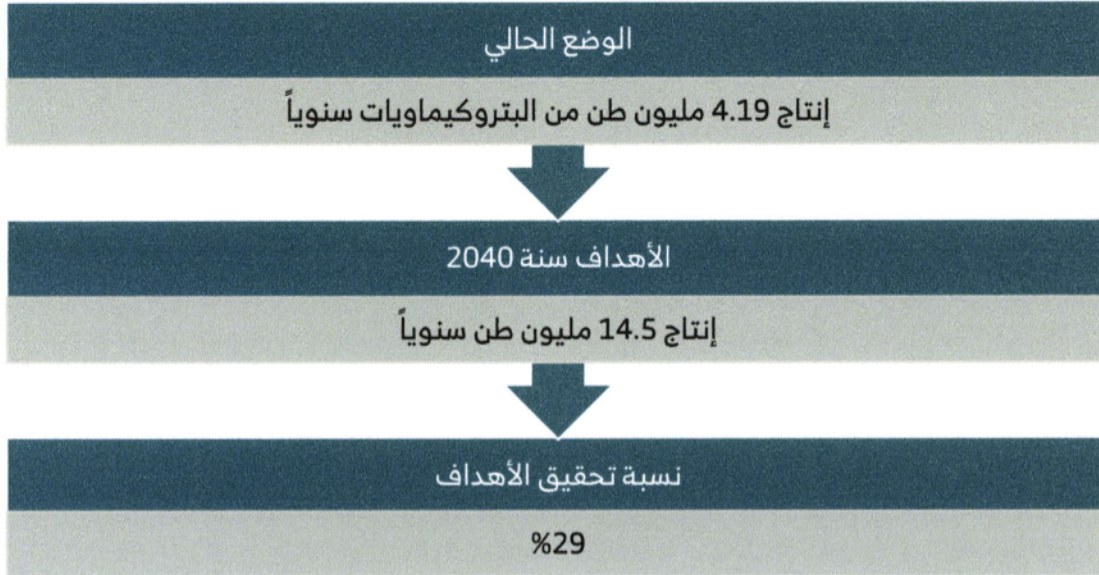 الوضع الحالي
إنتاج 4.19 مليون طن من البتروكيماويات سنوياً
الأهداف سنة 2040
إنتاج 14.5 مليون طن سنوياً
نسبة تحقيق الأهداف
%29